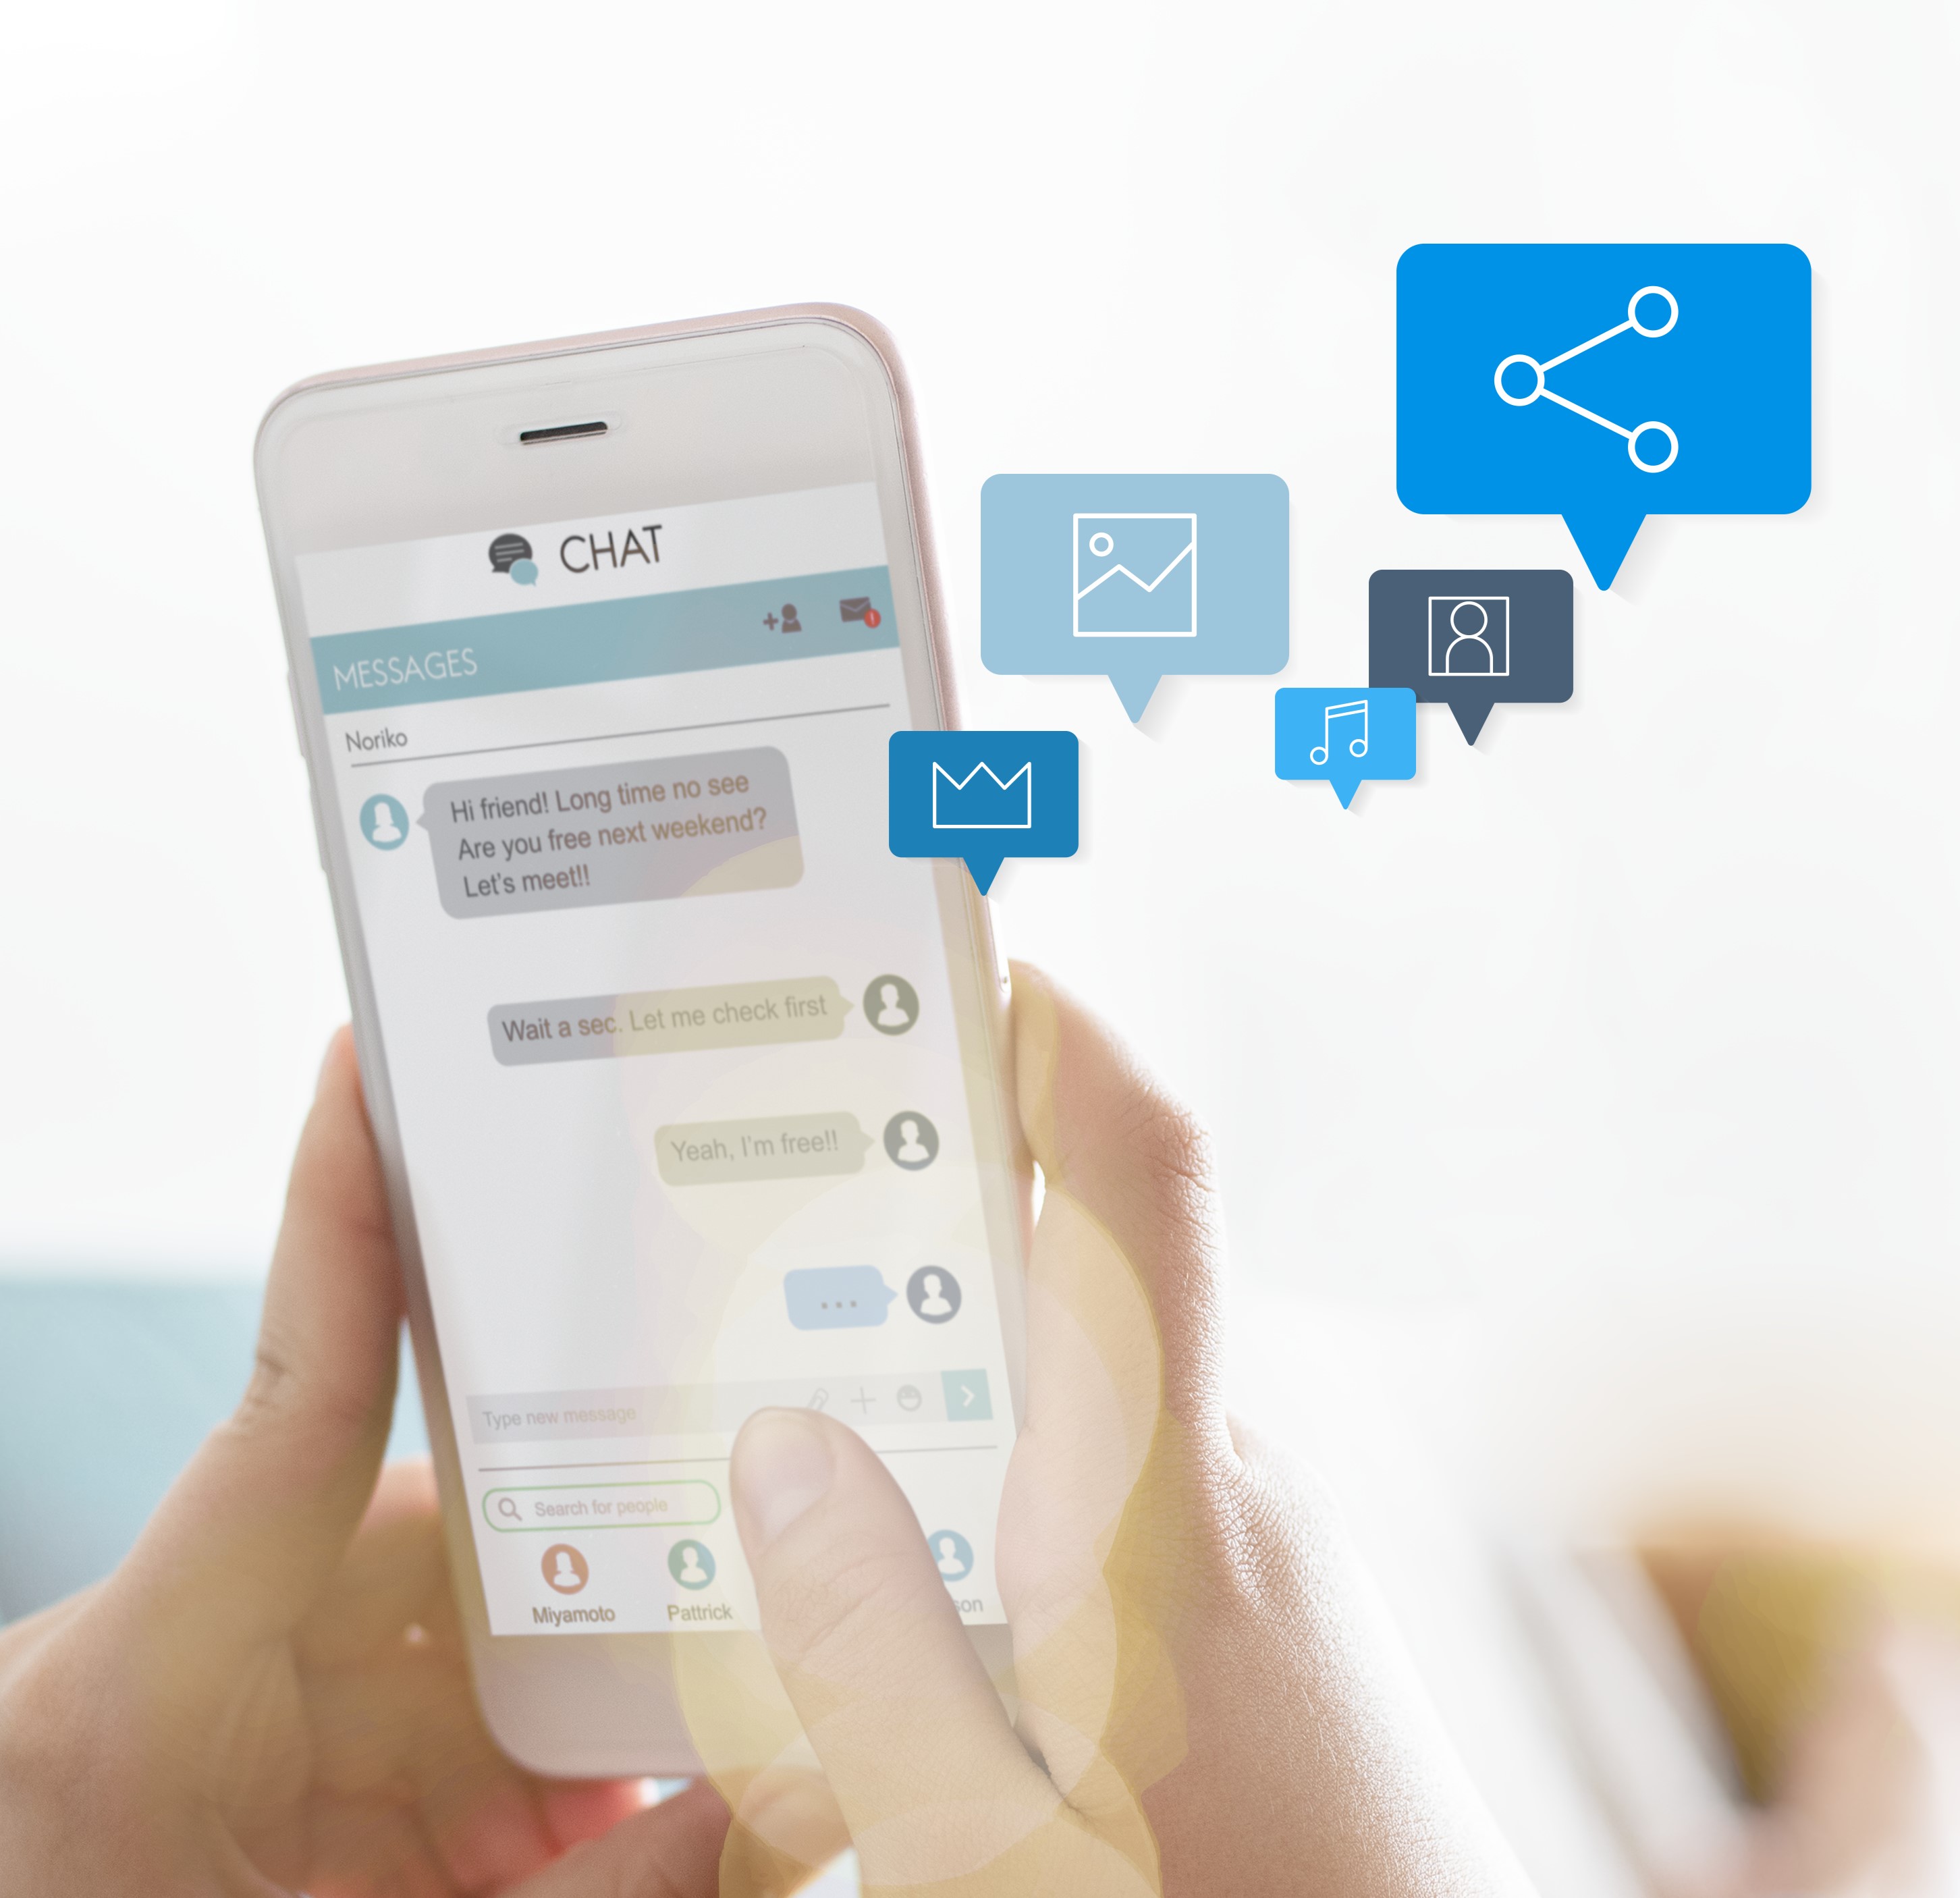 CHAT
MESSAGES
Noriko
Hi friend! Long time no see
Are you free next weekend?
Let's meet!!
Wait a sec. Let me check first
Yeah, I'm free!!
...
Type new message
Search for people
Miyamoto
Pattrick